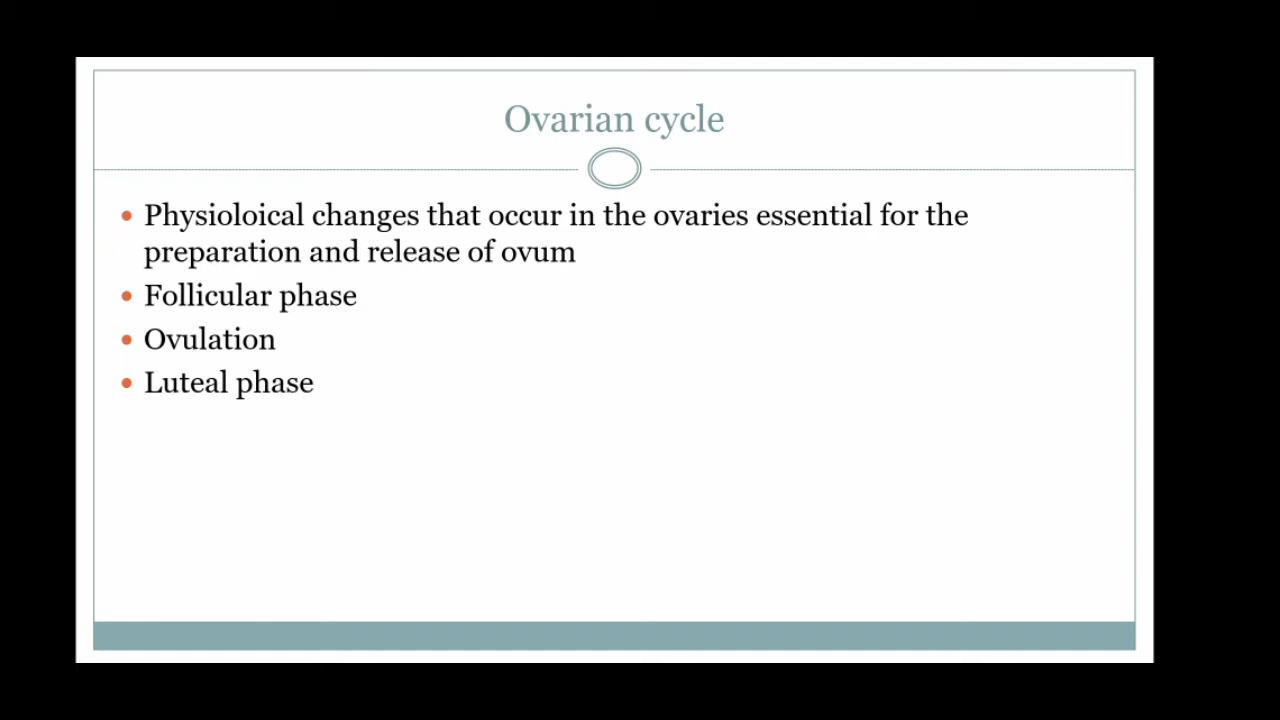 Ovarian cycle
• Physioloical changes that occur in the ovaries essential for the
preparation and release of ovum
• Follicular phase
• Ovulation
• Luteal phase